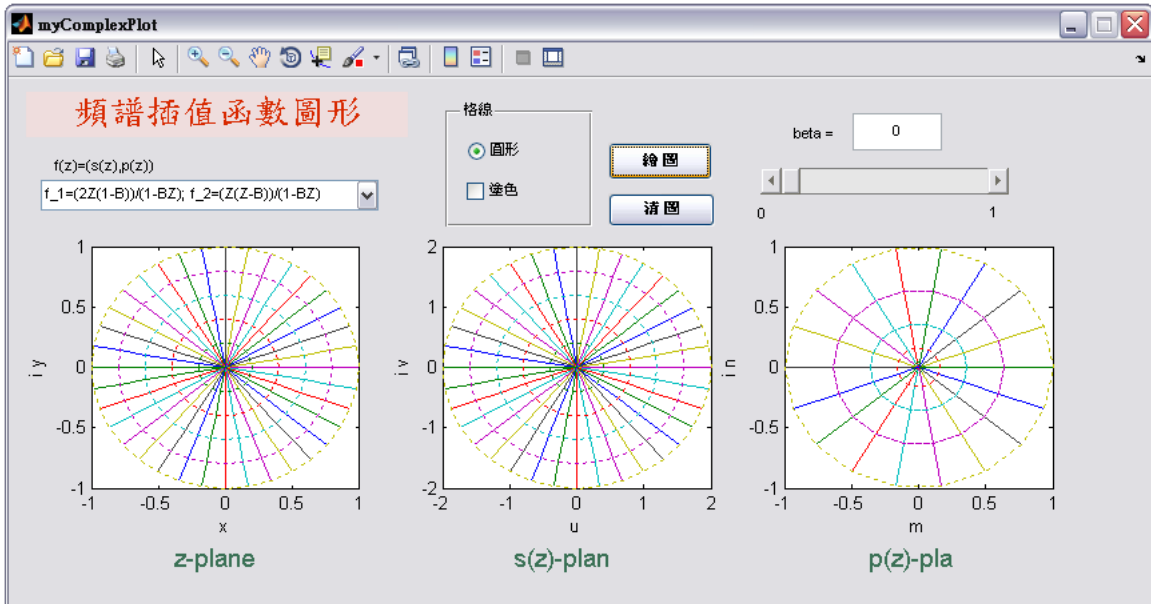 myComplexPlot
頻譜插值函數圖形
f(z)=(s(z),p(z))
f_1=(2Z(1-B))/(1-BZ); f_2=(Z(Z-B))/(1-BZ)
格線
圓形
塗色
繪圖
清圖
beta =
0
0
1
1
0.5
0
-0.5
-1
i y
-1
-0.5
0
0.5
1
x
z-plane
2
1
0
-1
-2
i v
-2
-1
0
1
2
u
s(z)-plan
1
0.5
0
-0.5
-1
i n
-1
-0.5
0
0.5
1
m
p(z)-pla